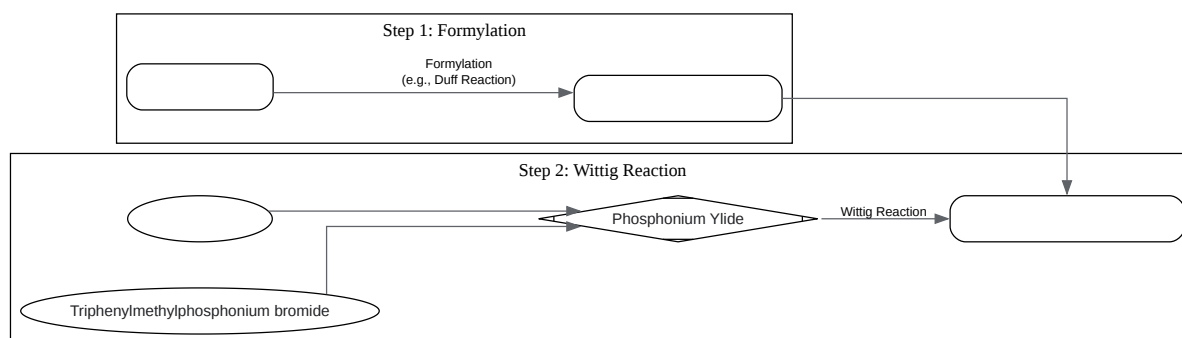 Step 1: Formylation
Formylation
(e.g., Duff Reaction)
Step 2: Wittig Reaction
Phosphonium Ylide
Wittig Reaction
Triphenylmethylphosphonium bromide